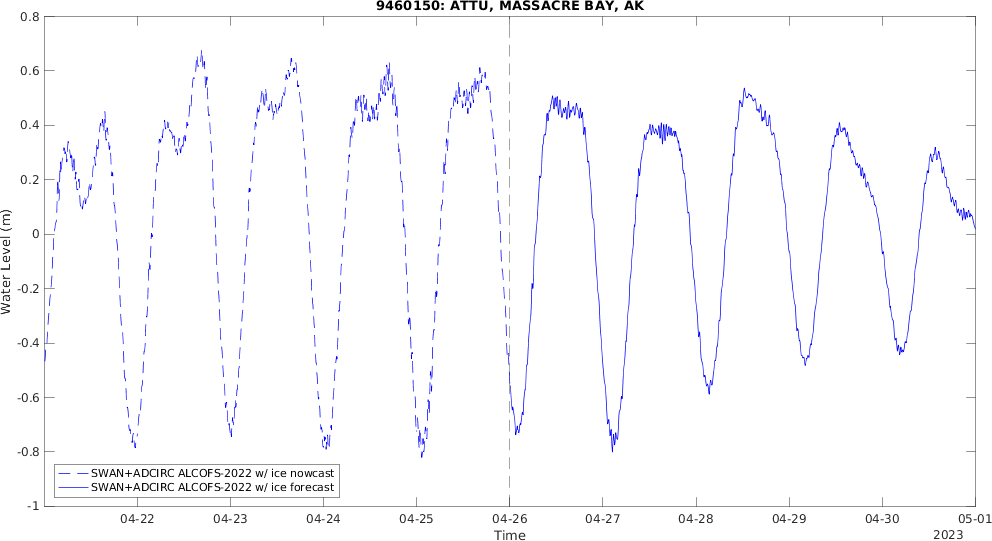 9460150: ATTU, MASSACRE BAY, AK
0.8
0.6
0.4
0.2
0
-0.2
-0.4
-0.6
-0.8
-1
Water Level (m)
SWAN+ADCIRC ALCOFS-2022 w/ ice nowcast
SWAN+ADCIRC ALCOFS-2022 w/ ice forecast
04-22 04-23 04-24 04-25 04-26 04-27 04-28 04-29 04-30 05-01
Time
2023